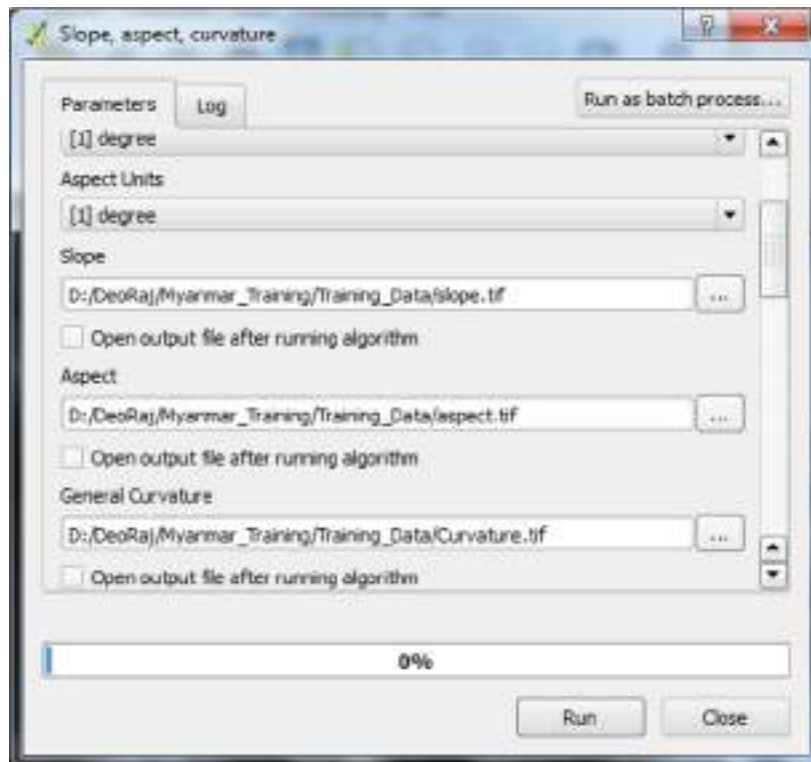 Slope, aspect, curvature
Parameters
Log
Run as batch process...
[1] degree
Aspect Units
[1] degree
Slope
D:/DeoRaj/Myanmar_Training/Training_Data/slope.tif
...
Open output file after running algorithm
Aspect
D:/DeoRaj/Myanmar_Training/Training_Data/aspect.tif
...
Open output file after running algorithm
General Curvature
D:/DeoRaj/Myanmar_Training/Training_Data/Curvature.tif
...
Open output file after running algorithm
0%
Run
Close